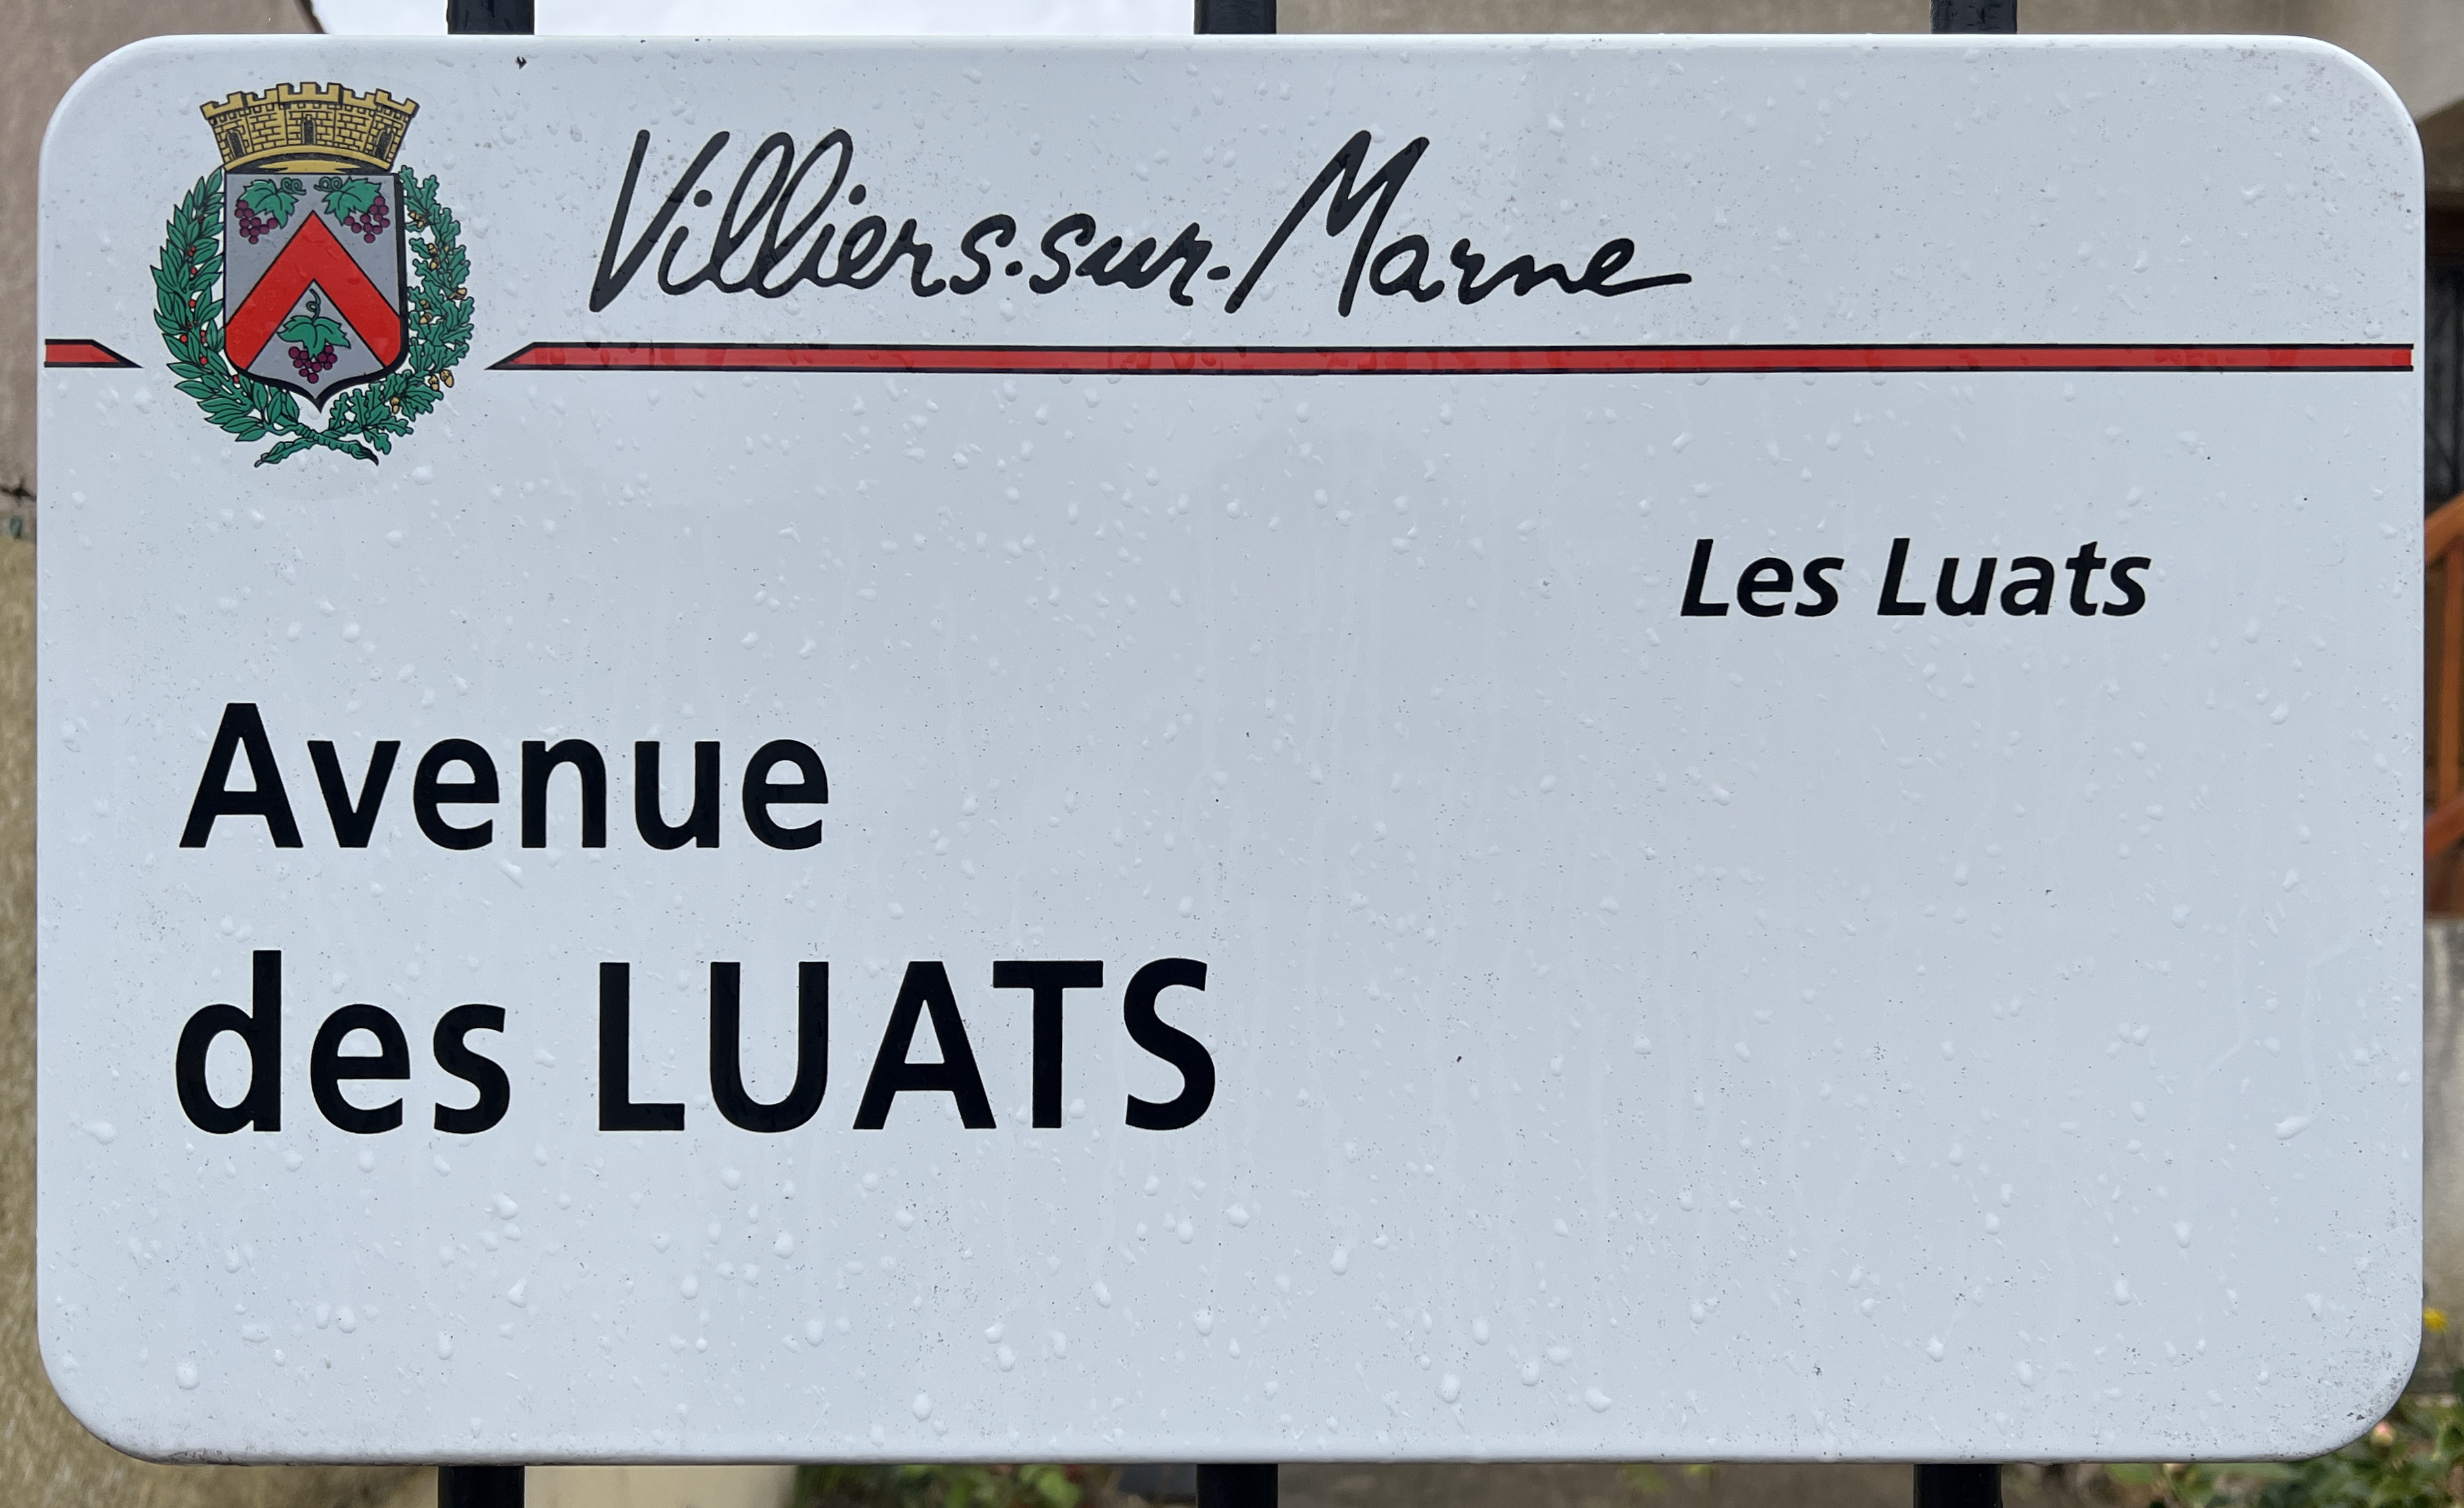 Villiers-sur-Marne
Les Luats
Avenue
des LUATS